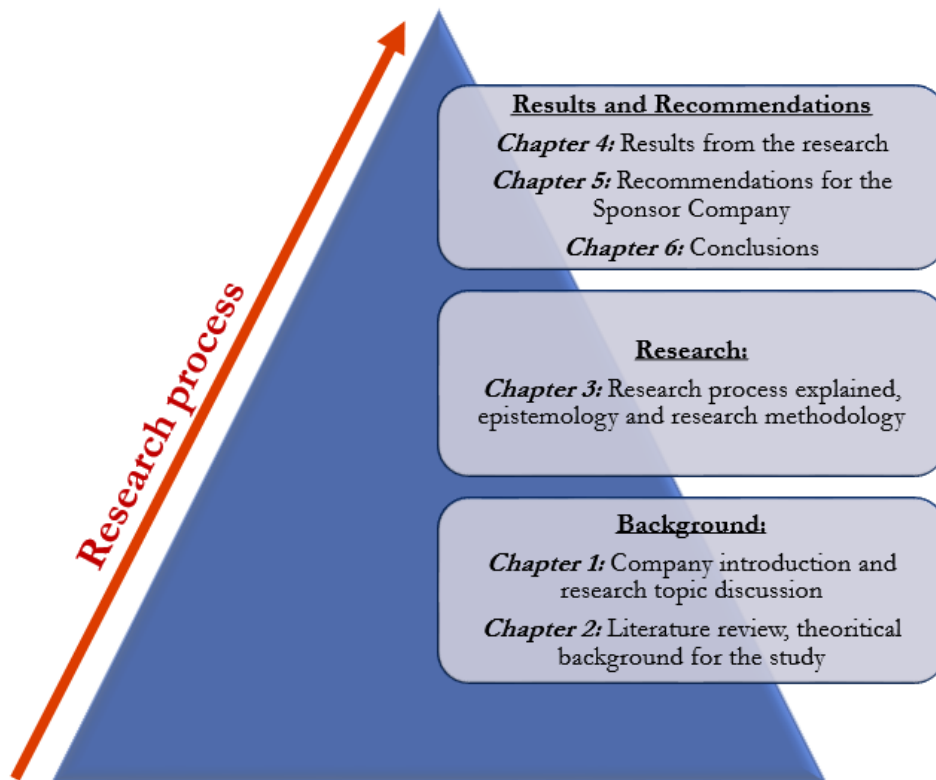 Research process
Results and Recommendations
Chapter 4: Results from the research
Chapter 5: Recommendations for the
Sponsor Company
Chapter 6: Conclusions
Research:
Chapter 3: Research process explained,
epistemology and research methodology
Background:
Chapter 1: Company introduction and
research topic discussion
Chapter 2: Literature review, theoritical
background for the study